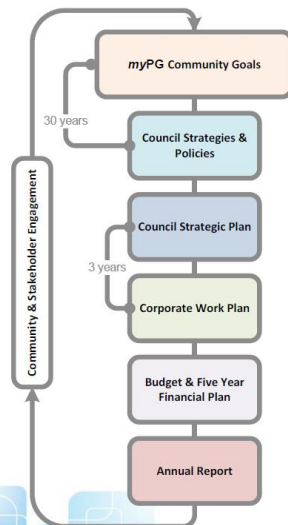 myPG Community Goals
30 years
Council Strategies &
Policies
Community & Stakeholder Engagement
Council Strategic Plan
3 years
Corporate Work Plan
Budget & Five Year
Financial Plan
Annual Report